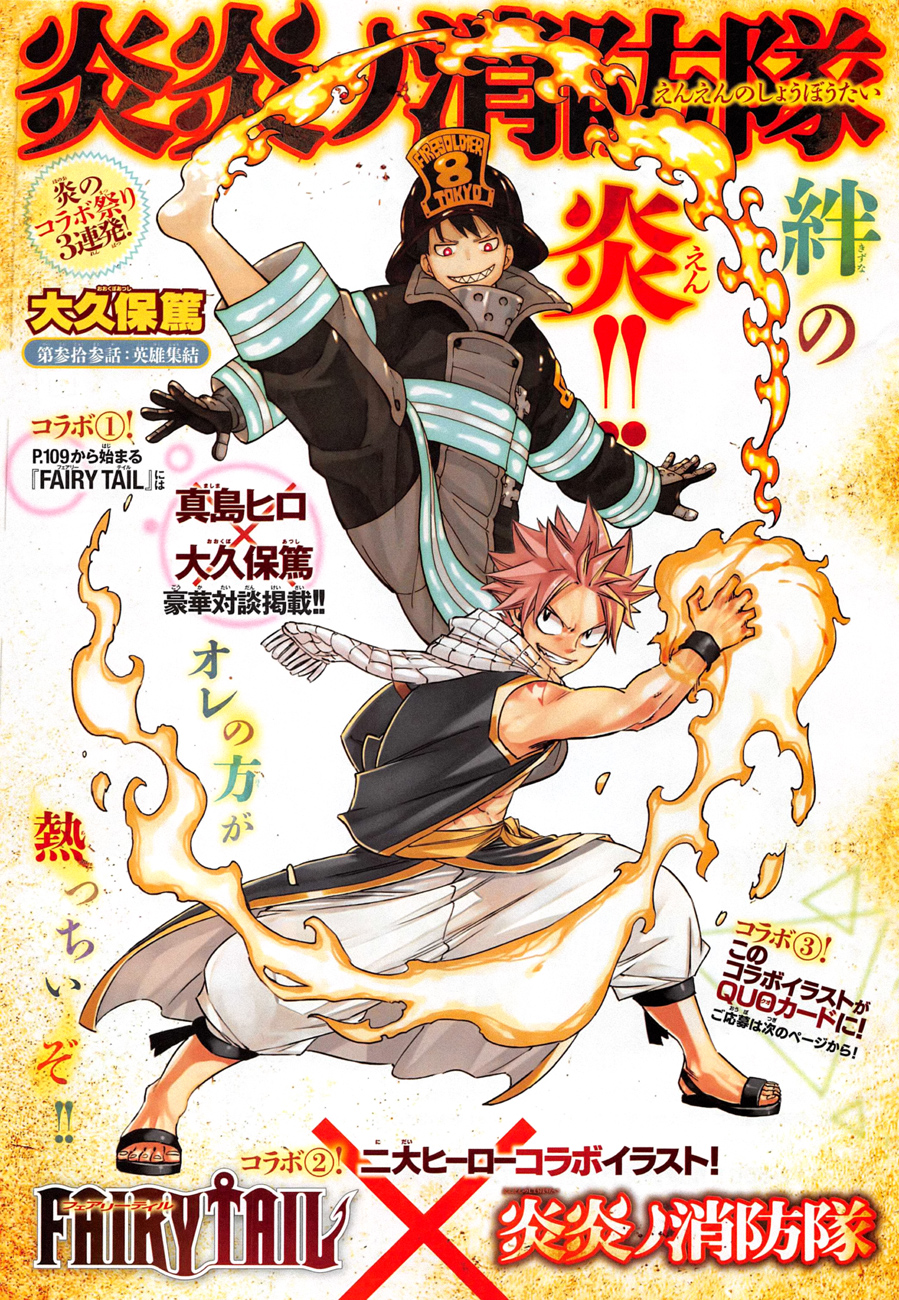 炎炎ノ消防隊
えんえんのしょうぼうたい
炎の
コラボ祭り
3連発!
FIRE SOLDIER
8
TOKYO
絆の
炎!!
大久保篤
第参拾参話:英雄集結
コラボ①!
P.109から始まる
『FAIRY TAIL』には
真島ヒロ
×
大久保篤
豪華対談掲載!!
オレの方が
熱っちぃぞ!!
コラボ③!
この
コラボイラストが
QUOカードに!
ご応募は次のページから!
コラボ②! 二大ヒーローコラボイラスト!
フェアリーテイル
FAIRY TAIL
×
炎炎ノ消防隊